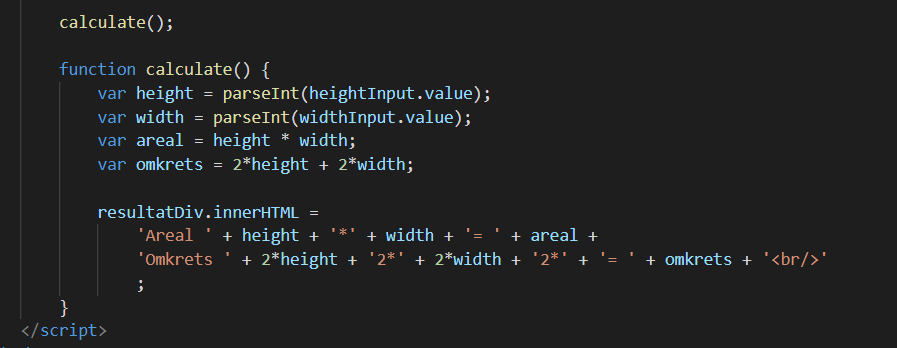 calculate();
function calculate() {
var height = parseInt(heightInput.value);
var width = parseInt(widthInput.value);
var areal = height * width;
var omkrets = 2*height + 2*width;
resultatDiv.innerHTML =
'Areal ' + height + '*' + width + '= ' + areal +
'Omkrets ' + 2*height + '2*' + 2*width + '2*' + '= ' + omkrets + '<br/>'
;
}
</script>